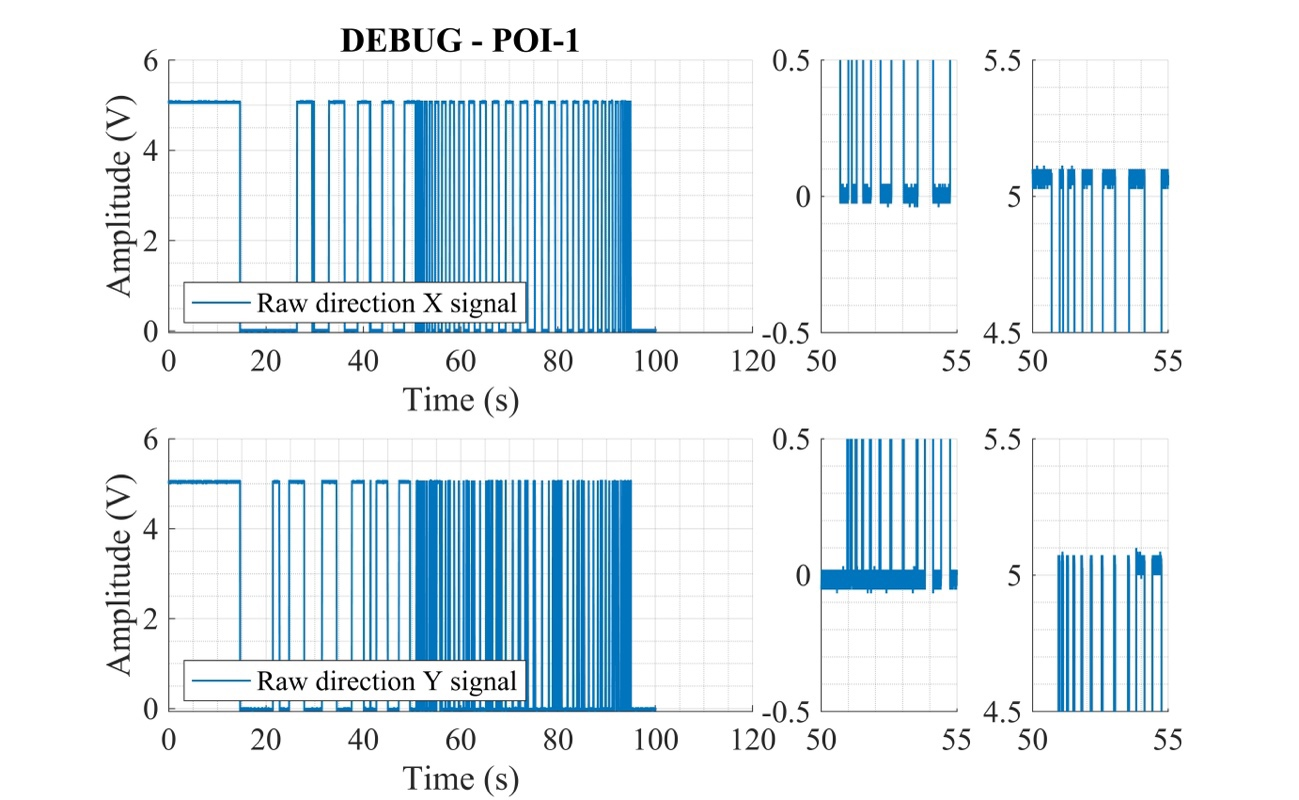 DEBUG - POI-1
6
4
2
0
Amplitude (V)
Raw direction X signal
0 20 40 60 80 100 120
Time (s)
0.5
0
-0.5
50 55
5.5
5
4.5
50 55
6
4
2
0
Amplitude (V)
Raw direction Y signal
0 20 40 60 80 100 120
Time (s)
0.5
0
-0.5
50 55
5.5
5
4.5
50 55